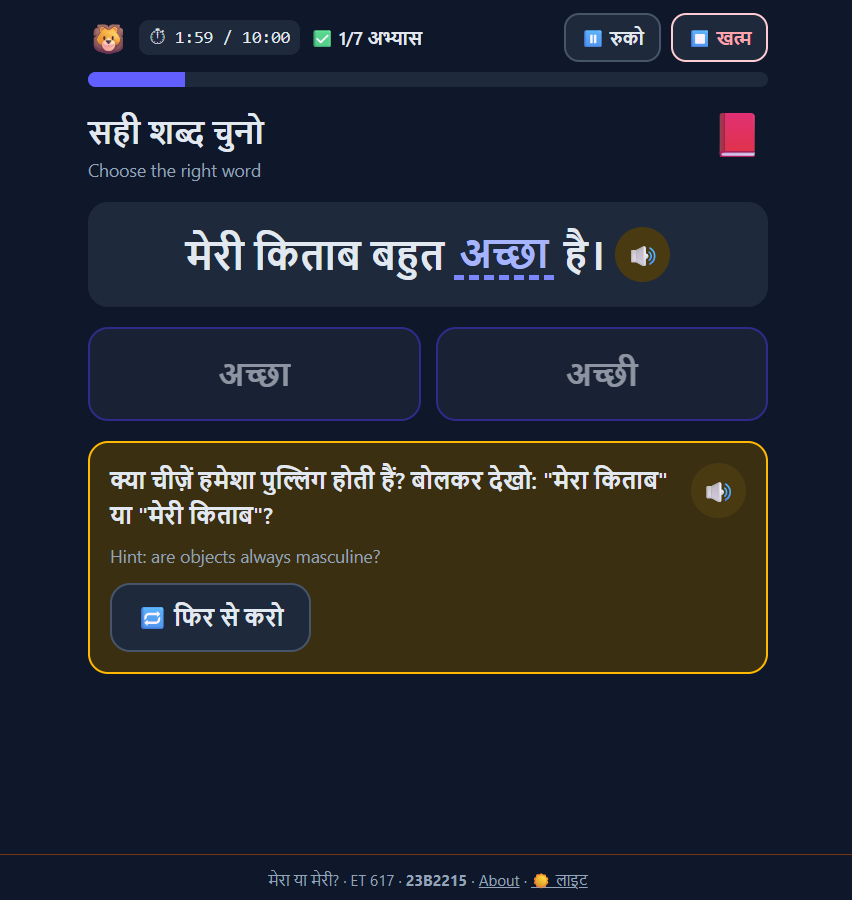 1:59 / 10:00 1/7 अभ्यास रुको खत्म
सही शब्द चुनो
Choose the right word
मेरी किताब बहुत अच्छा है।
अच्छा अच्छी
क्या चीज़ें हमेशा पुल्लिंग होती हैं? बोलकर देखो: "मेरा किताब"
या "मेरी किताब"?
Hint: are objects always masculine?
फिर से करो
मेरा या मेरी? · ET 617 · 23B2215 · About · लाइट